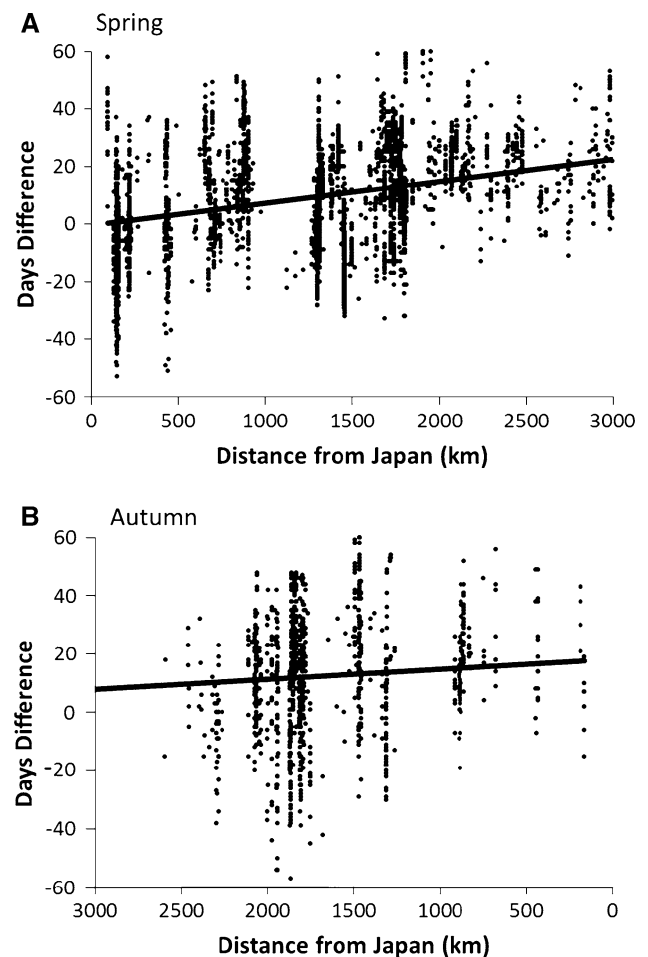 A Spring
60
40
20
0
-20
-40
-60
Days Difference
0 500 1000 1500 2000 2500 3000
Distance from Japan (km)
B Autumn
60
40
20
0
-20
-40
-60
Days Difference
3000 2500 2000 1500 1000 500 0
Distance from Japan (km)